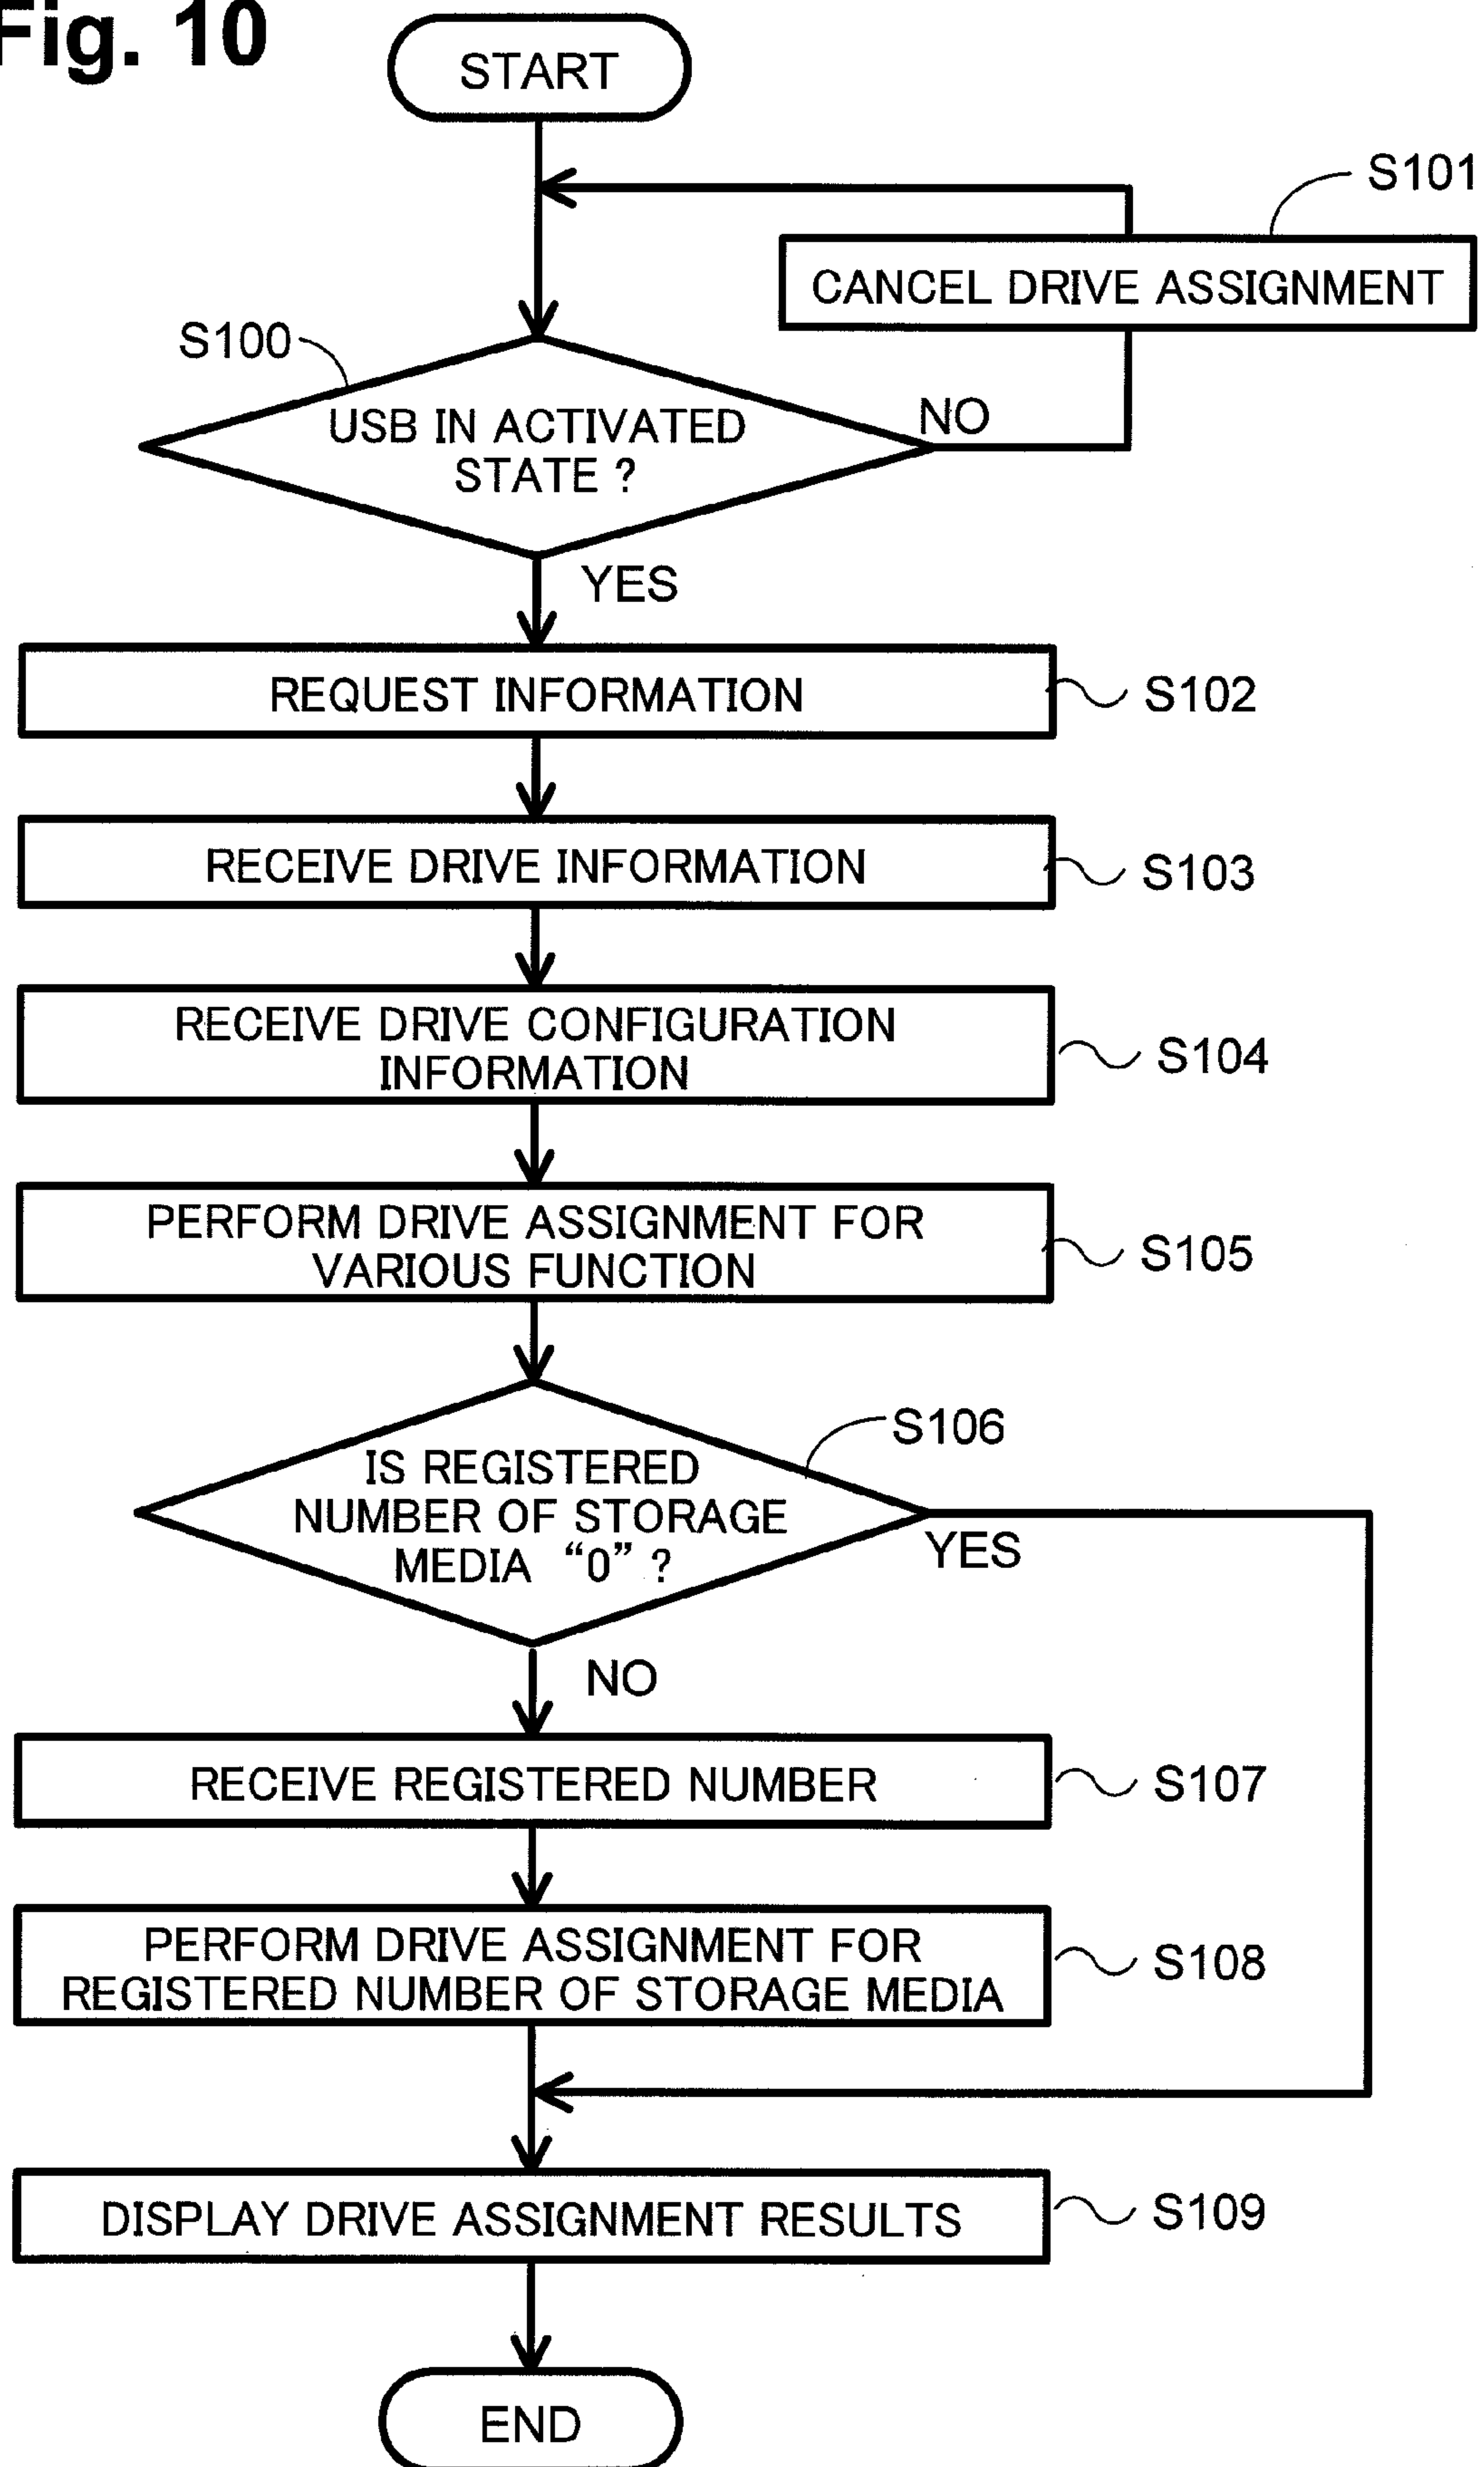 Fig. 10
START
S101
CANCEL DRIVE ASSIGNMENT
S100
USB IN ACTIVATED
STATE ?
NO
YES
REQUEST INFORMATION
S102
RECEIVE DRIVE INFORMATION
S103
RECEIVE DRIVE CONFIGURATION
INFORMATION
S104
PERFORM DRIVE ASSIGNMENT FOR
VARIOUS FUNCTION
S105
S106
IS REGISTERED
NUMBER OF STORAGE
MEDIA “0” ?
YES
NO
RECEIVE REGISTERED NUMBER
S107
PERFORM DRIVE ASSIGNMENT FOR
REGISTERED NUMBER OF STORAGE MEDIA
S108
DISPLAY DRIVE ASSIGNMENT RESULTS
S109
END